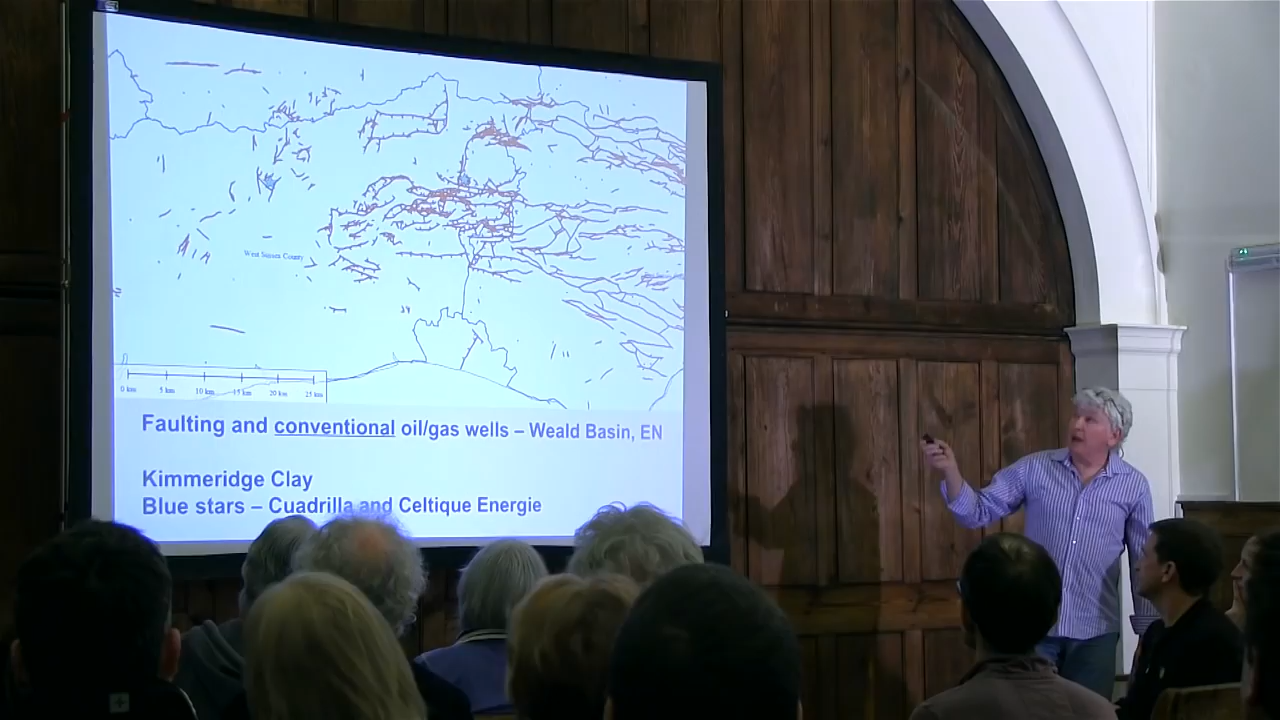 West Sussex County
0 km 5 km 10 km 15 km 20 km 25 km
Faulting and conventional oil/gas wells – Weald Basin, EN
Kimmeridge Clay
Blue stars – Cuadrilla and Celtique Energie